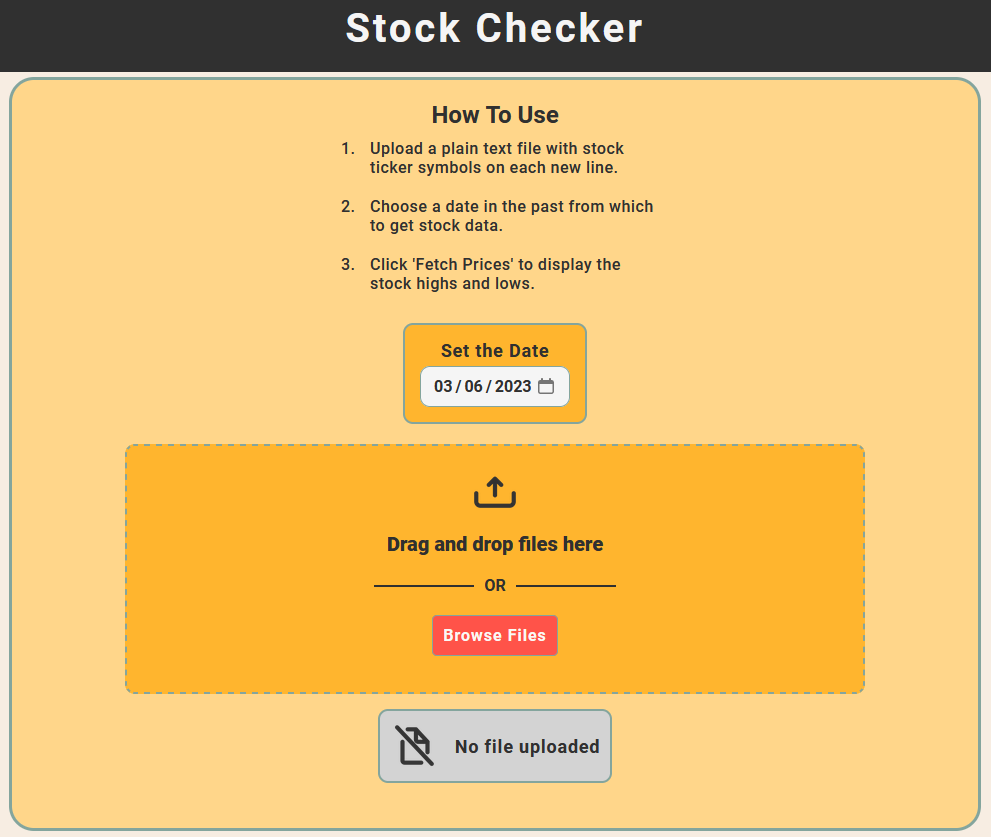 Stock Checker
How To Use
1. Upload a plain text file with stock
ticker symbols on each new line.
2. Choose a date in the past from which
to get stock data.
3. Click 'Fetch Prices' to display the
stock highs and lows.
Set the Date
03/06/2023
Drag and drop files here
OR
Browse Files
No file uploaded